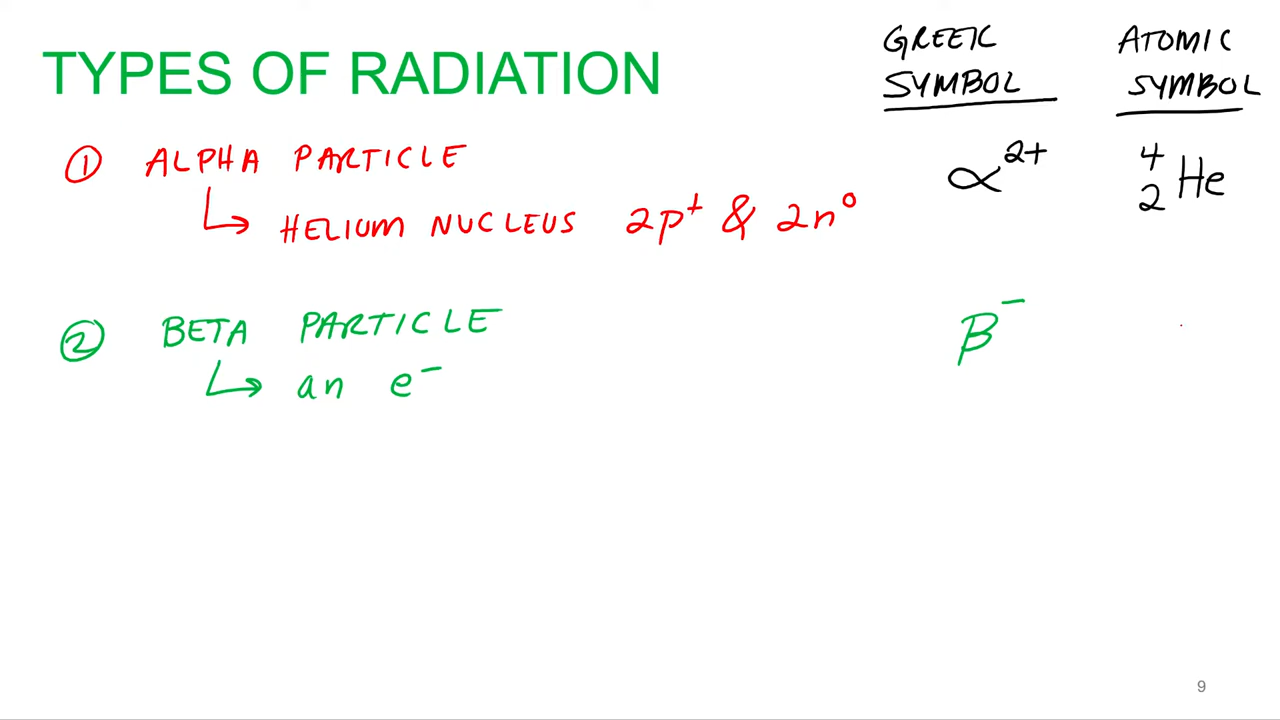 TYPES OF RADIATION
GREEK SYMBOL
ATOMIC SYMBOL
① ALPHA PARTICLE
↳ HELIUM NUCLEUS 2p⁺ & 2n⁰
α²⁺
⁴₂He
② BETA PARTICLE
↳ an e⁻
β⁻
9